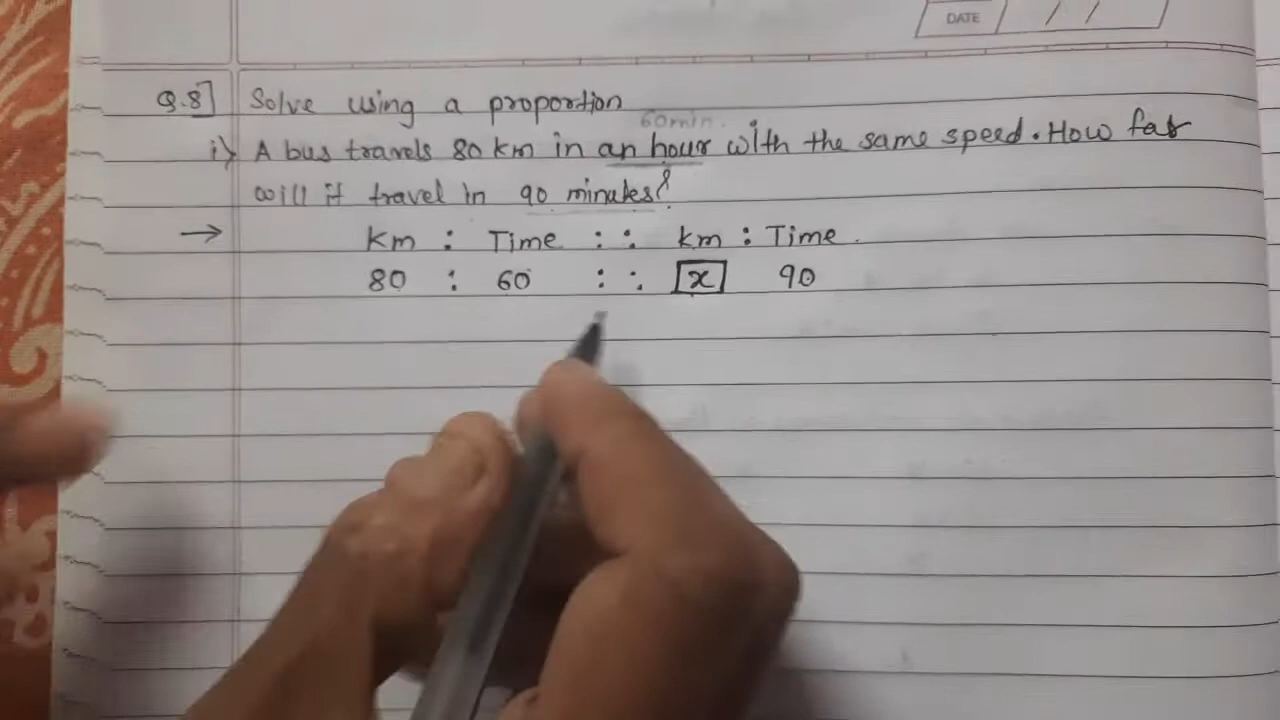 DATE / /
Q.8] Solve using a proportion
60min.
i) A bus travels 80 km in an hour with the same speed. How far
will it travel in 90 minutes?
→ Km : Time : : km : Time.
80 : 60 : : x 90